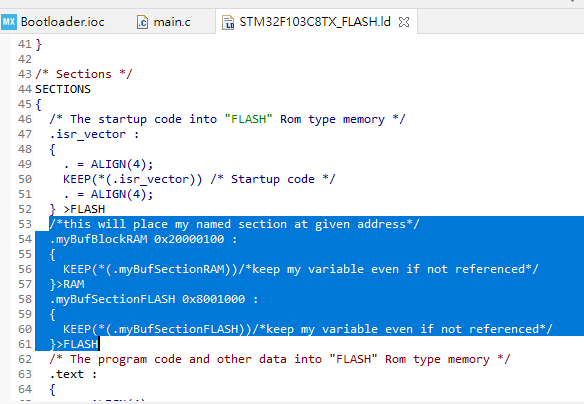 MX Bootloader.ioc .c main.c LD STM32F103C8TX_FLASH.ld
41 }
42
43 /* Sections */
44 SECTIONS
45 {
46 /* The startup code into "FLASH" Rom type memory */
47 .isr_vector :
48 {
49 . = ALIGN(4);
50 KEEP(*(.isr_vector)) /* Startup code */
51 . = ALIGN(4);
52 } >FLASH
53 /*this will place my named section at given address*/
54 .myBufBlockRAM 0x20000100 :
55 {
56 KEEP(*(.myBufSectionRAM))/*keep my variable even if not referenced*/
57 }>RAM
58 .myBufSectionFLASH 0x8001000 :
59 {
60 KEEP(*(.myBufSectionFLASH))/*keep my variable even if not referenced*/
61 }>FLASH
62 /* The program code and other data into "FLASH" Rom type memory */
63 .text :
64 {